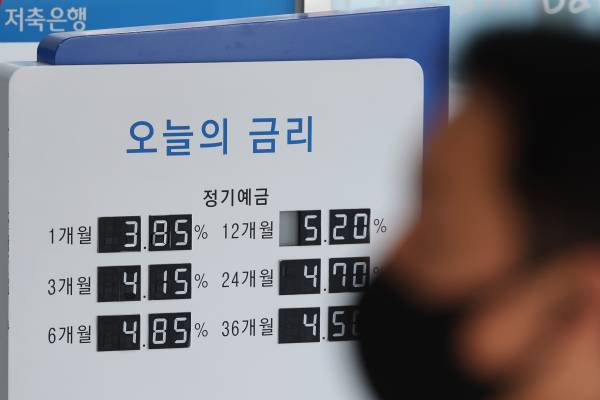 저축은행
오늘의 금리
정기예금
1개월 3.85% 12개월 5.20%
3개월 4.15% 24개월 4.70%
6개월 4.85% 36개월